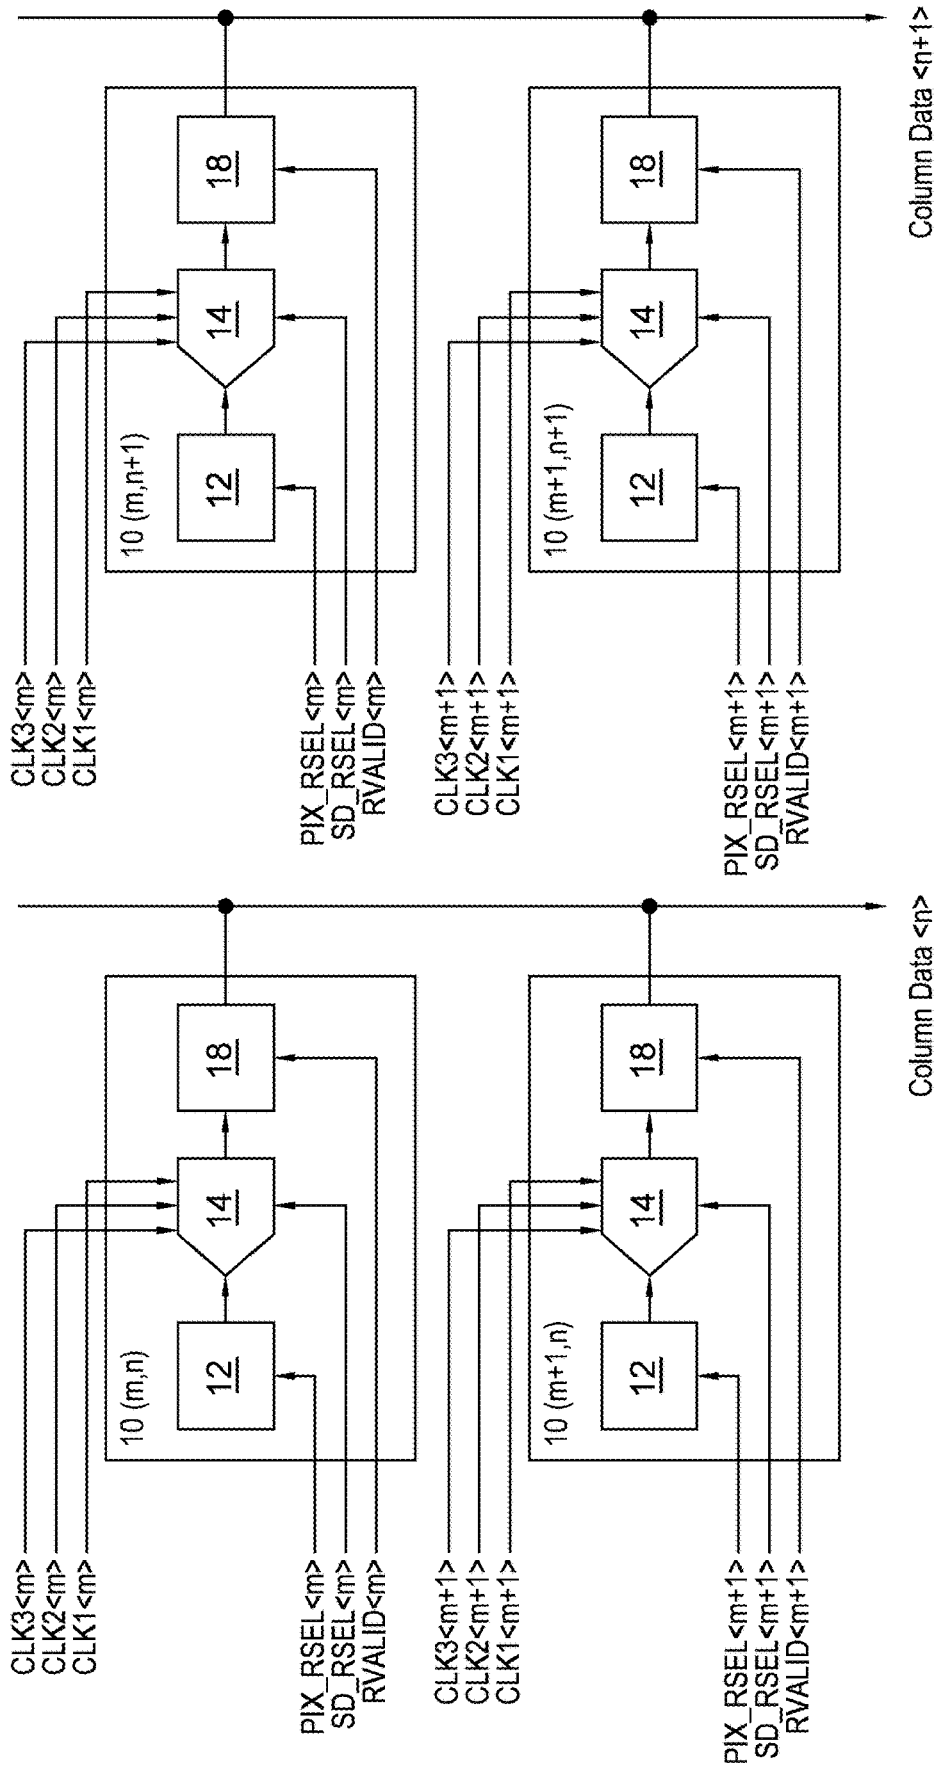 CLK3<m>
CLK2<m>
CLK1<m>
10 (m,n)
12
14
18
PIX_RSEL<m>
SD_RSEL<m>
RVALID<m>
CLK3<m+1>
CLK2<m+1>
CLK1<m+1>
10 (m+1,n)
12
14
18
PIX_RSEL<m+1>
SD_RSEL<m+1>
RVALID<m+1>
Column Data <n>
CLK3<m>
CLK2<m>
CLK1<m>
10 (m,n+1)
12
14
18
PIX_RSEL<m>
SD_RSEL<m>
RVALID<m>
CLK3<m+1>
CLK2<m+1>
CLK1<m+1>
10 (m+1,n+1)
12
14
18
PIX_RSEL<m+1>
SD_RSEL<m+1>
RVALID<m+1>
Column Data <n+1>